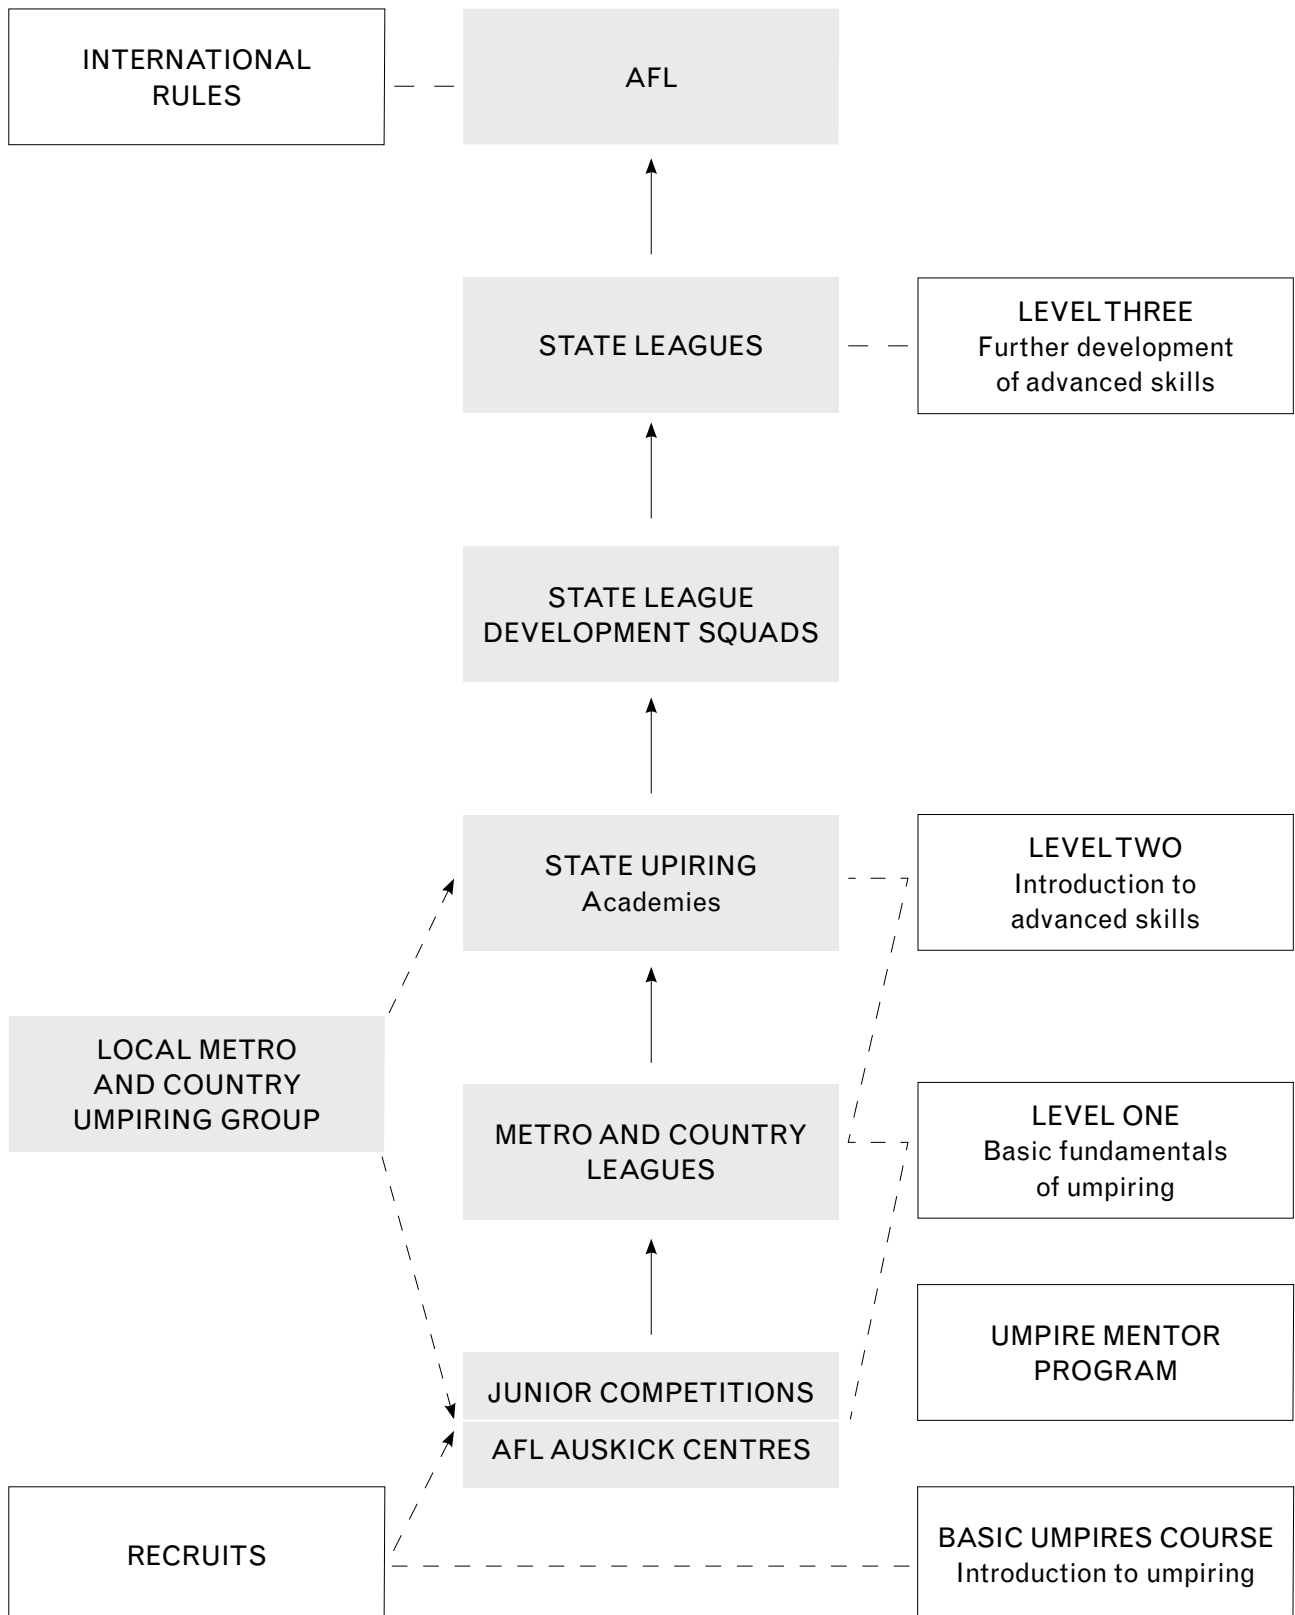 INTERNATIONAL
RULES
AFL
STATE LEAGUES
LEVEL THREE
Further development
of advanced skills
STATE LEAGUE
DEVELOPMENT SQUADS
STATE UPIRING
Academies
LEVEL TWO
Introduction to
advanced skills
LOCAL METRO
AND COUNTRY
UMPIRING GROUP
METRO AND COUNTRY
LEAGUES
LEVEL ONE
Basic fundamentals
of umpiring
UMPIRE MENTOR
PROGRAM
JUNIOR COMPETITIONS
AFL AUSKICK CENTRES
RECRUITS
BASIC UMPIRES COURSE
Introduction to umpiring